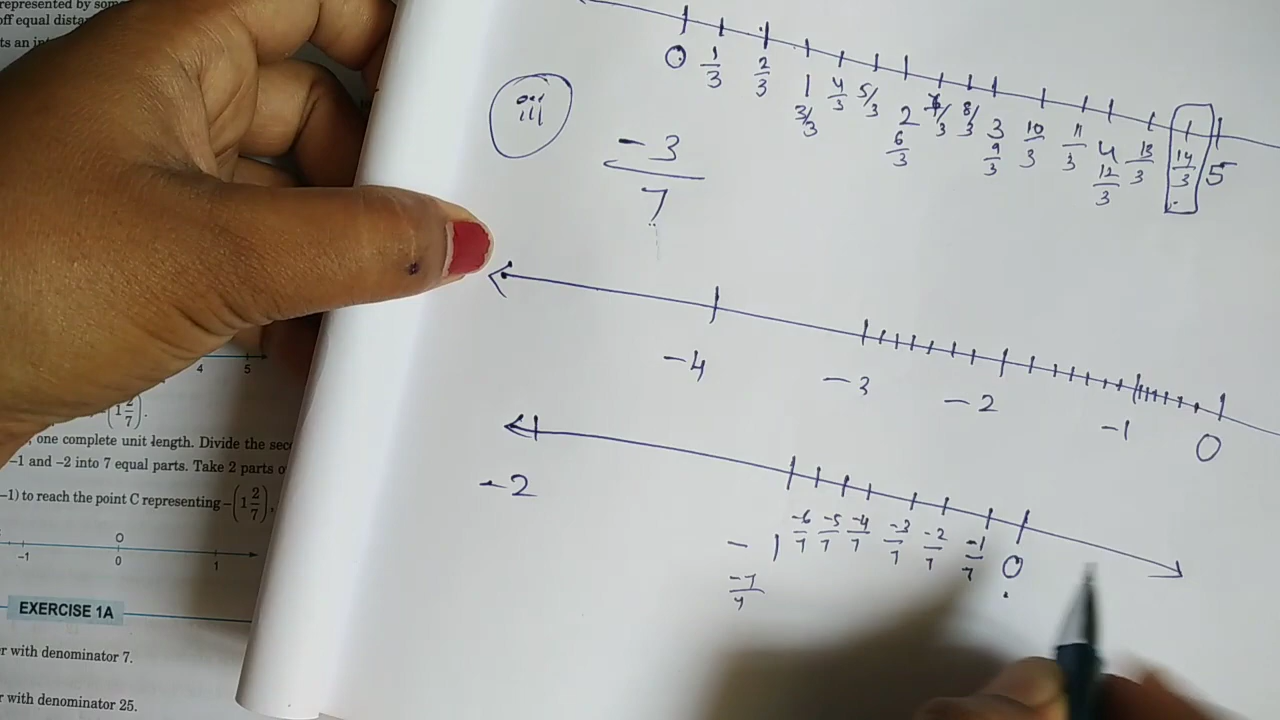 represented by som
off equal dista
ts an in
0 1/3 2/3 1 4/3 5/3 2 7/3 8/3 3 10/3 11/3 4 13/3 14/3 5
3/3 6/3 9/3 12/3
iii
-3/7
-4 -3 -2 -1 0
-2 -1 -6/7 -5/7 -4/7 -3/7 -2/7 -1/7 0
-7/7
4 5
(1 2/7).
, one complete unit length. Divide the sec
-1 and -2 into 7 equal parts. Take 2 parts o
-1) to reach the point C representing -(1 2/7),
O
-1 0 1
EXERCISE 1A
r with denominator 7.
r with denominator 25.